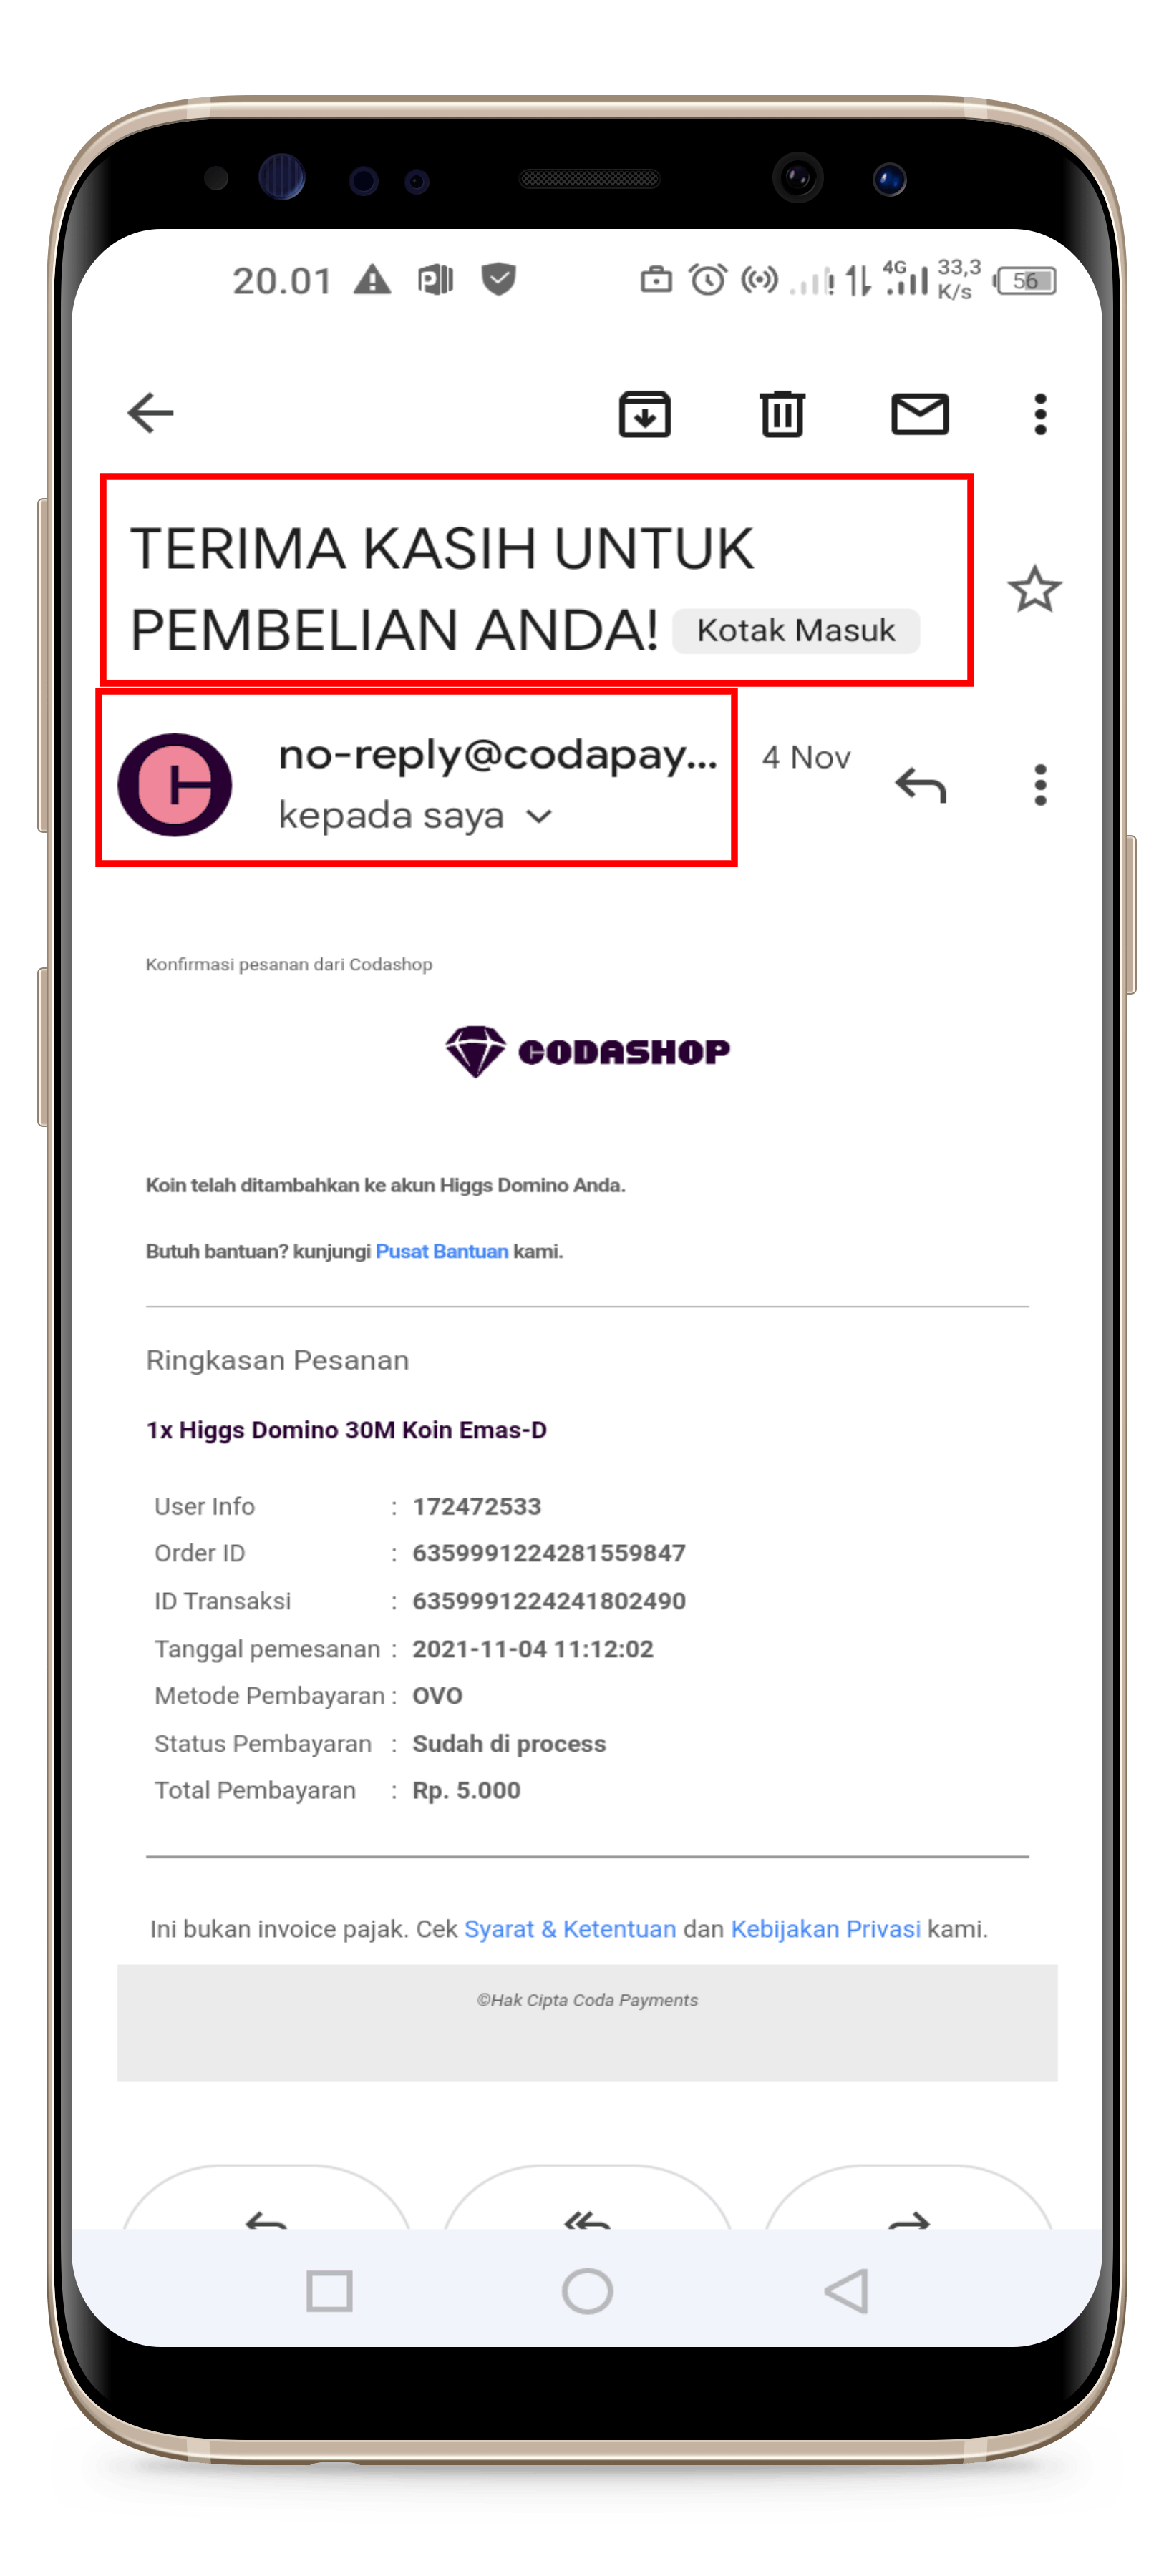 20.01
4G 33,3 K/s 56
TERIMA KASIH UNTUK
PEMBELIAN ANDA! Kotak Masuk
no-reply@codapay... 4 Nov
kepada saya
Konfirmasi pesanan dari Codashop
CODASHOP
Koin telah ditambahkan ke akun Higgs Domino Anda.
Butuh bantuan? kunjungi Pusat Bantuan kami.
Ringkasan Pesanan
1x Higgs Domino 30M Koin Emas-D
User Info : 172472533
Order ID : 6359991224281559847
ID Transaksi : 6359991224241802490
Tanggal pemesanan : 2021-11-04 11:12:02
Metode Pembayaran : OVO
Status Pembayaran : Sudah di process
Total Pembayaran : Rp. 5.000
Ini bukan invoice pajak. Cek Syarat & Ketentuan dan Kebijakan Privasi kami.
©Hak Cipta Coda Payments